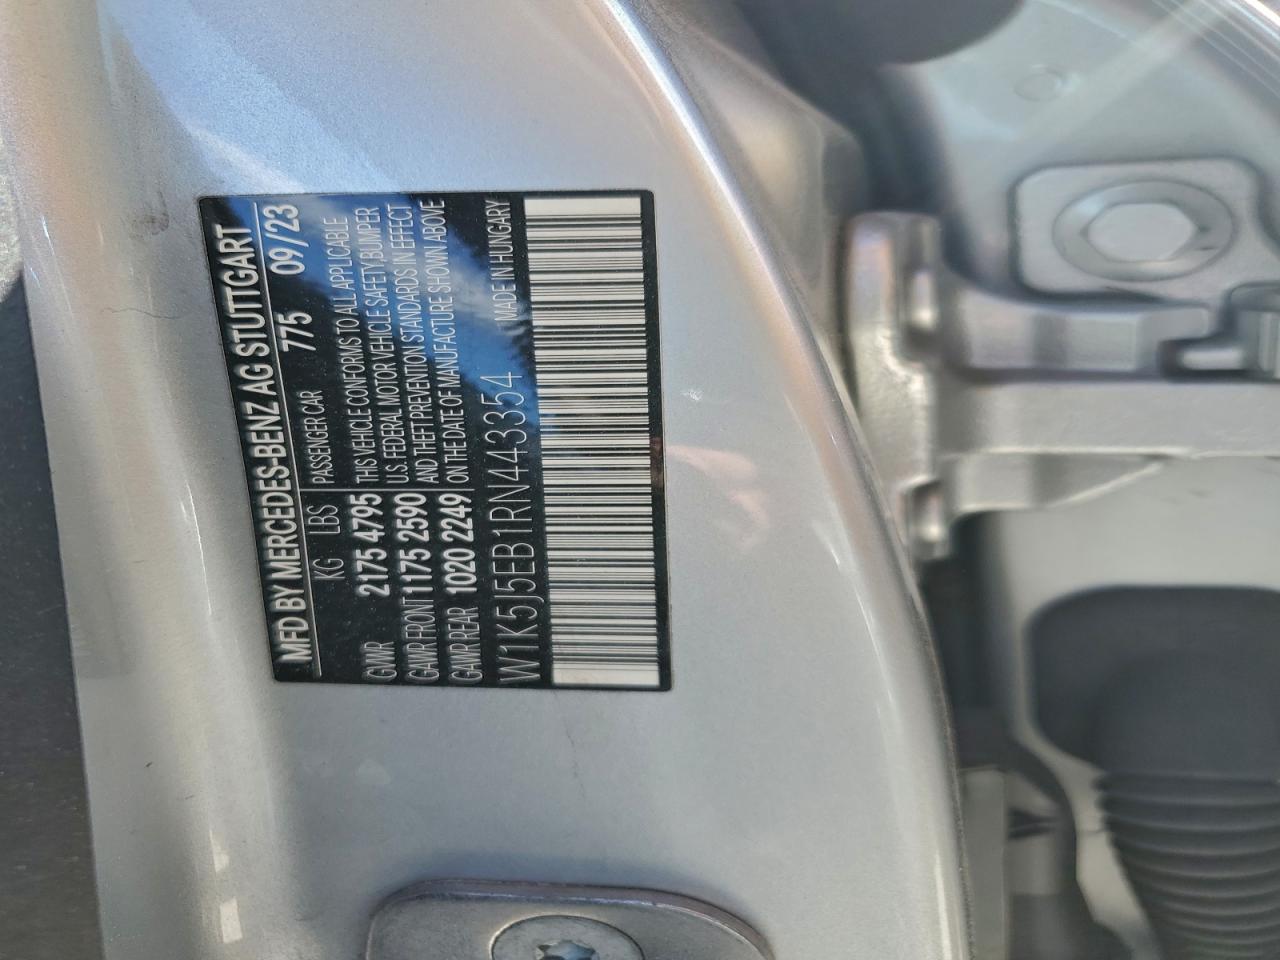 MFD BY MERCEDES-BENZ AG STUTTGART
KG LBS PASSENGER CAR 775 09/23
GVWR 2175 4795 THIS VEHICLE CONFORMS TO ALL APPLICABLE
GAWR FRONT 1175 2590 U.S. FEDERAL MOTOR VEHICLE SAFETY,BUMPER
AND THEFT PREVENTION STANDARDS IN EFFECT
GAWR REAR 1020 2249 ON THE DATE OF MANUFACTURE SHOWN ABOVE
W1K5J5EB1RN443354 MADE IN HUNGARY